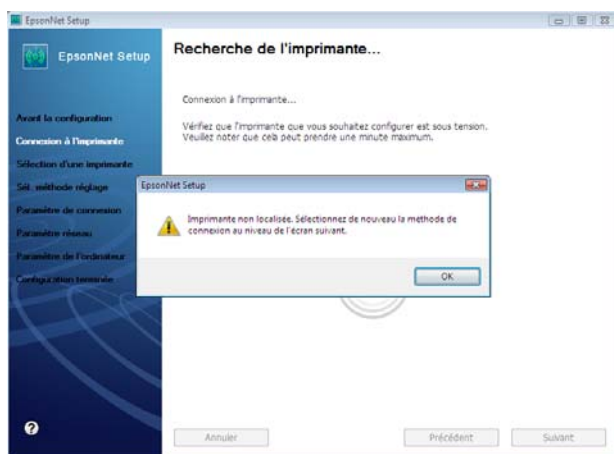 EpsonNet Setup
EpsonNet Setup
Recherche de l'imprimante...
Connexion à l'imprimante...
Vérifiez que l'imprimante que vous souhaitez configurer est sous tension.
Veuillez noter que cela peut prendre une minute maximum.
Avant la configuration
Connexion à l'imprimante
Sélection d'une imprimante
Sél. méthode réglage
Paramètre de connexion
Paramètre réseau
Paramètre de l'ordinateur
Configuration terminée
EpsonNet Setup
Imprimante non localisée. Sélectionnez de nouveau la méthode de
connexion au niveau de l'écran suivant.
OK
?
Annuler
Précédent
Suivant